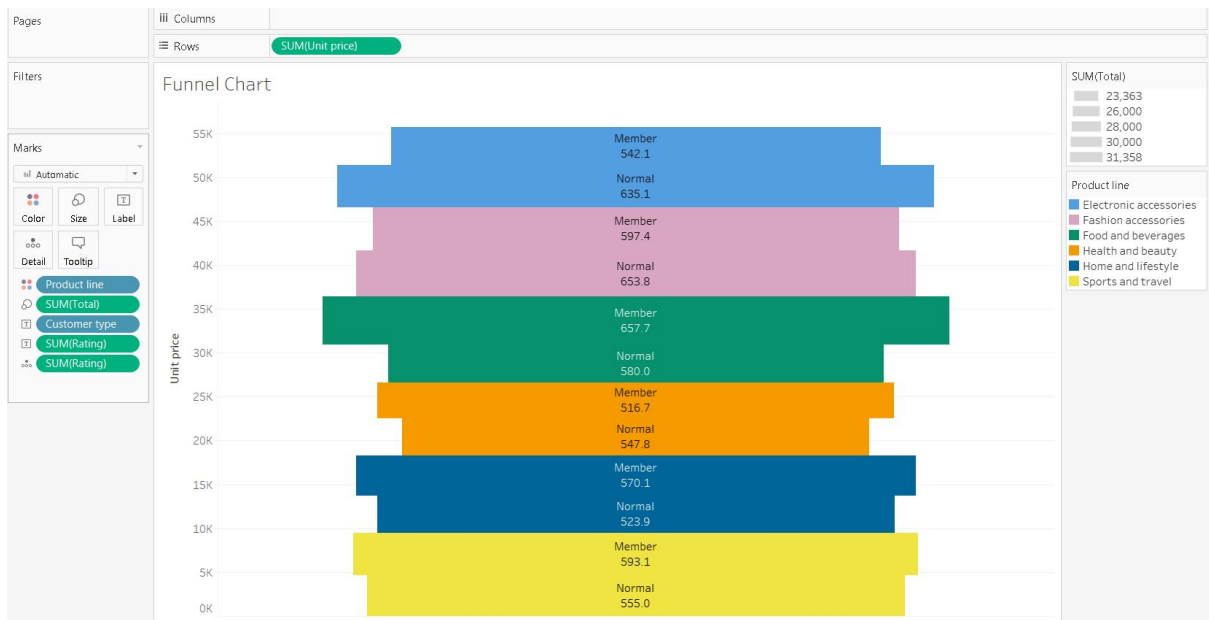 Pages
Columns
Rows
SUM(Unit price)
Filters
Marks
Automatic
Color
Size
Label
Detail
Tooltip
Product line
SUM(Total)
Customer type
SUM(Rating)
SUM(Rating)
Funnel Chart
Unit price
55K
50K
45K
40K
35K
30K
25K
20K
15K
10K
5K
0K
Member
542.1
Normal
635.1
Member
597.4
Normal
653.8
Member
657.7
Normal
580.0
Member
516.7
Normal
547.8
Member
570.1
Normal
523.9
Member
593.1
Normal
555.0
SUM(Total)
23,363
26,000
28,000
30,000
31,358
Product line
Electronic accessories
Fashion accessories
Food and beverages
Health and beauty
Home and lifestyle
Sports and travel